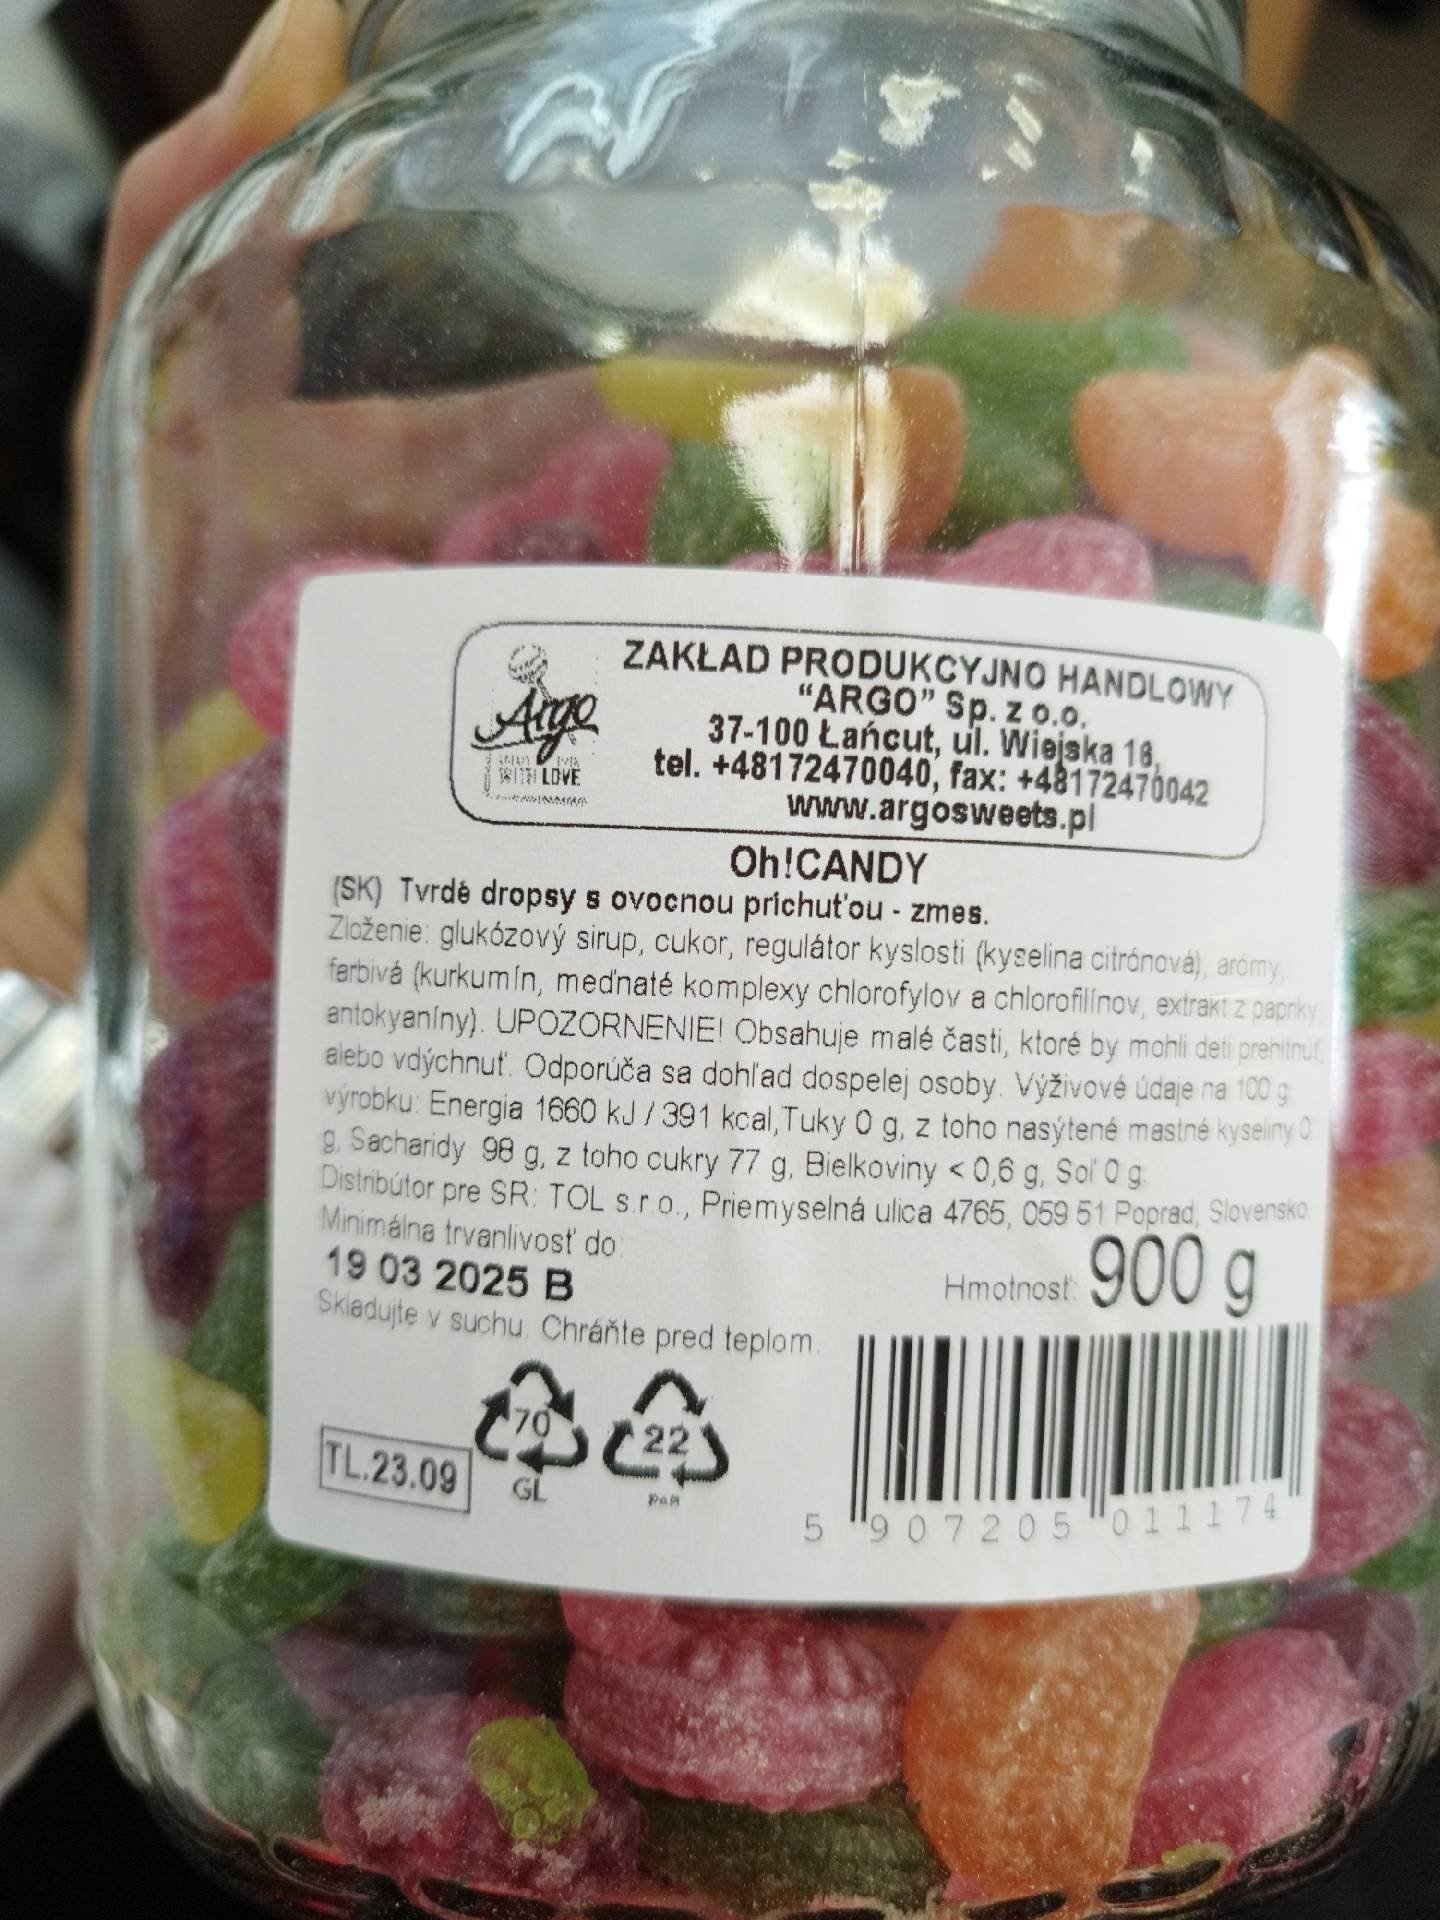 Argo
WITH LOVE
ZAKŁAD PRODUKCYJNO HANDLOWY
“ARGO” Sp. z o.o.
37-100 Łańcut, ul. Wiejska 16,
tel. +48172470040, fax: +48172470042
www.argosweets.pl
Oh!CANDY
(SK) Tvrdé dropsy s ovocnou príchuťou - zmes.
Zloženie: glukózový sirup, cukor, regulátor kyslosti (kyselina citrónová), arómy,
farbivá (kurkumín, meďnaté komplexy chlorofylov a chlorofilínov, extrakt z papriky,
antokyaníny). UPOZORNENIE! Obsahuje malé časti, ktoré by mohli deti prehltnúť
alebo vdýchnuť. Odporúča sa dohľad dospelej osoby. Výživové údaje na 100 g
výrobku: Energia 1660 kJ / 391 kcal, Tuky 0 g, z toho nasýtené mastné kyseliny 0
g, Sacharidy 98 g, z toho cukry 77 g, Bielkoviny < 0,6 g, Soľ 0 g.
Distribútor pre SR: TOL s.r.o., Priemyselná ulica 4765, 059 51 Poprad, Slovensko.
Minimálna trvanlivosť do:
19 03 2025 B
Hmotnosť: 900 g
Skladujte v suchu. Chráňte pred teplom.
70
GL
22
PAP
TL.23.09
5 907205 011174